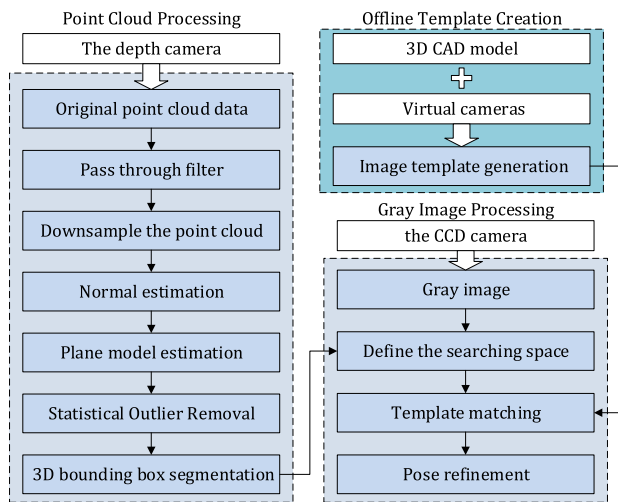 Point Cloud Processing
The depth camera
Original point cloud data
Pass through filter
Downsample the point cloud
Normal estimation
Plane model estimation
Statistical Outlier Removal
3D bounding box segmentation
Offline Template Creation
3D CAD model
Virtual cameras
Image template generation
Gray Image Processing
the CCD camera
Gray image
Define the searching space
Template matching
Pose refinement